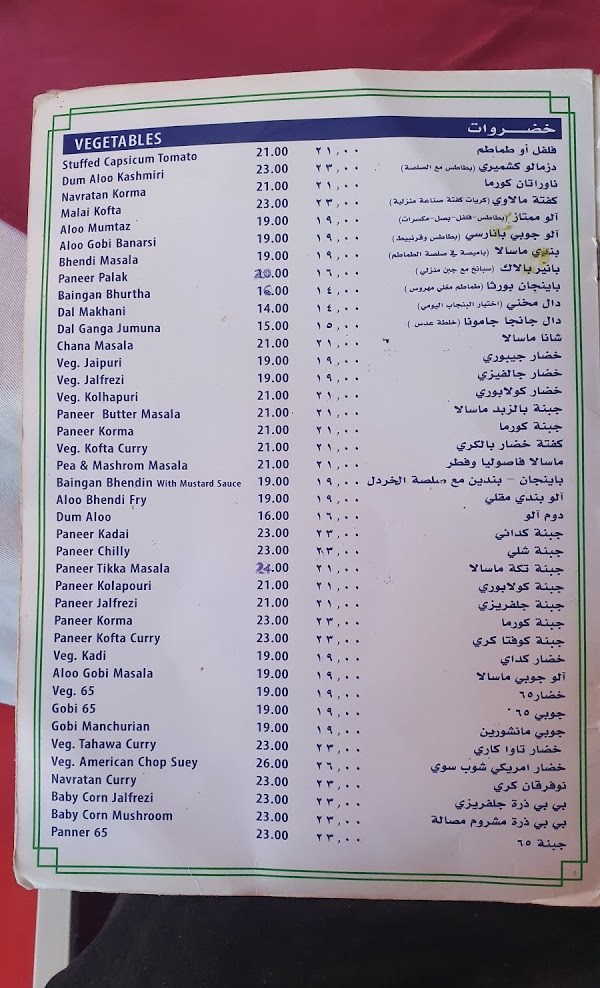 VEGETABLES خضـــروات
Stuffed Capsicum Tomato 21.00 ٢١,٠٠ فلفل أو طماطم
Dum Aloo Kashmiri 23.00 ٢٣,٠٠ دزمالو كشميري (بطاطس مع الصلصة)
Navratan Korma 21.00 ٢١,٠٠ ناوراتان كورما
Malai Kofta 23.00 ٢٣,٠٠ كفتة مالاوي (كريات كفتة صناعة منزلية)
Aloo Mumtaz 19.00 ١٩,٠٠ آلو ممتاز (بطاطس-فلفل-بصل-مكسرات)
Aloo Gobi Banarsi 19.00 ١٩,٠٠ آلو جوبي بانارسي (بطاطس وقرنبيط)
Bhendi Masala 19.00 ١٩,٠٠ بندي ماسالا (باميصة في صلصة الطماطم)
Paneer Palak 20.00 ١٦,٠٠ بانير بالاك (سبانخ مع جبن منزلي)
Baingan Bhurtha 16.00 ١٤,٠٠ باينجان بورثا (طماطم مقلي مهروس)
Dal Makhani 14.00 ١٤,٠٠ دال مخني (اختيار البنجاب اليومي)
Dal Ganga Jumuna 15.00 ١٥,٠٠ دال جانجا جامونا (خلطة عدس)
Chana Masala 21.00 ٢١,٠٠ شانا ماسالا
Veg. Jaipuri 19.00 ١٩,٠٠ خضار جيبوري
Veg. Jalfrezi 19.00 ١٩,٠٠ خضار جالفيزي
Veg. Kolhapuri 21.00 ٢١,٠٠ خضار كولابوري
Paneer Butter Masala 21.00 ٢١,٠٠ جبنة بالزبد ماسالا
Paneer Korma 21.00 ٢١,٠٠ جبنة كورما
Veg. Kofta Curry 21.00 ٢١,٠٠ كفتة خضار بالكري
Pea & Mashrom Masala 21.00 ٢١,٠٠ ماسالا فاصوليا وفطر
Baingan Bhendin With Mustard Sauce 19.00 ١٩,٠٠ باينجان - بندين مع صلصة الخردل
Aloo Bhendi Fry 19.00 ١٩,٠٠ آلو بندي مقلي
Dum Aloo 16.00 ١٦,٠٠ دوم آلو
Paneer Kadai 23.00 ٢٣,٠٠ جبنة كدائي
Paneer Chilly 23.00 ٢٣,٠٠ جبنة شلي
Paneer Tikka Masala 24.00 ٢١,٠٠ جبنة تكة ماسالا
Paneer Kolapouri 21.00 ٢١,٠٠ جبنة كولابوري
Paneer Jalfrezi 21.00 ٢١,٠٠ جبنة جلفريزي
Paneer Korma 23.00 ٢٣,٠٠ جبنة كورما
Paneer Kofta Curry 23.00 ٢٣,٠٠ جبنة كوفتا كري
Veg. Kadi 19.00 ١٩,٠٠ خضار كداي
Aloo Gobi Masala 19.00 ١٩,٠٠ آلو جوبي ماسالا
Veg. 65 19.00 ١٩,٠٠ خضار٦٥
Gobi 65 19.00 ١٩,٠٠ جوبي ٦٥
Gobi Manchurian 19.00 ١٩,٠٠ جوبي مانشورين
Veg. Tahawa Curry 23.00 ٢٣,٠٠ خضار تاوا كاري
Veg. American Chop Suey 26.00 ٢٦,٠٠ خضار امريكي شوب سوي
Navratan Curry 23.00 ٢٣,٠٠ نوفرقان كري
Baby Corn Jalfrezi 23.00 ٢٣,٠٠ بي بي ذرة جلفريزي
Baby Corn Mushroom 23.00 ٢٣,٠٠ بي بي ذرة مشروم مصالة
Panner 65 23.00 ٢٣,٠٠ جبنة ٦٥